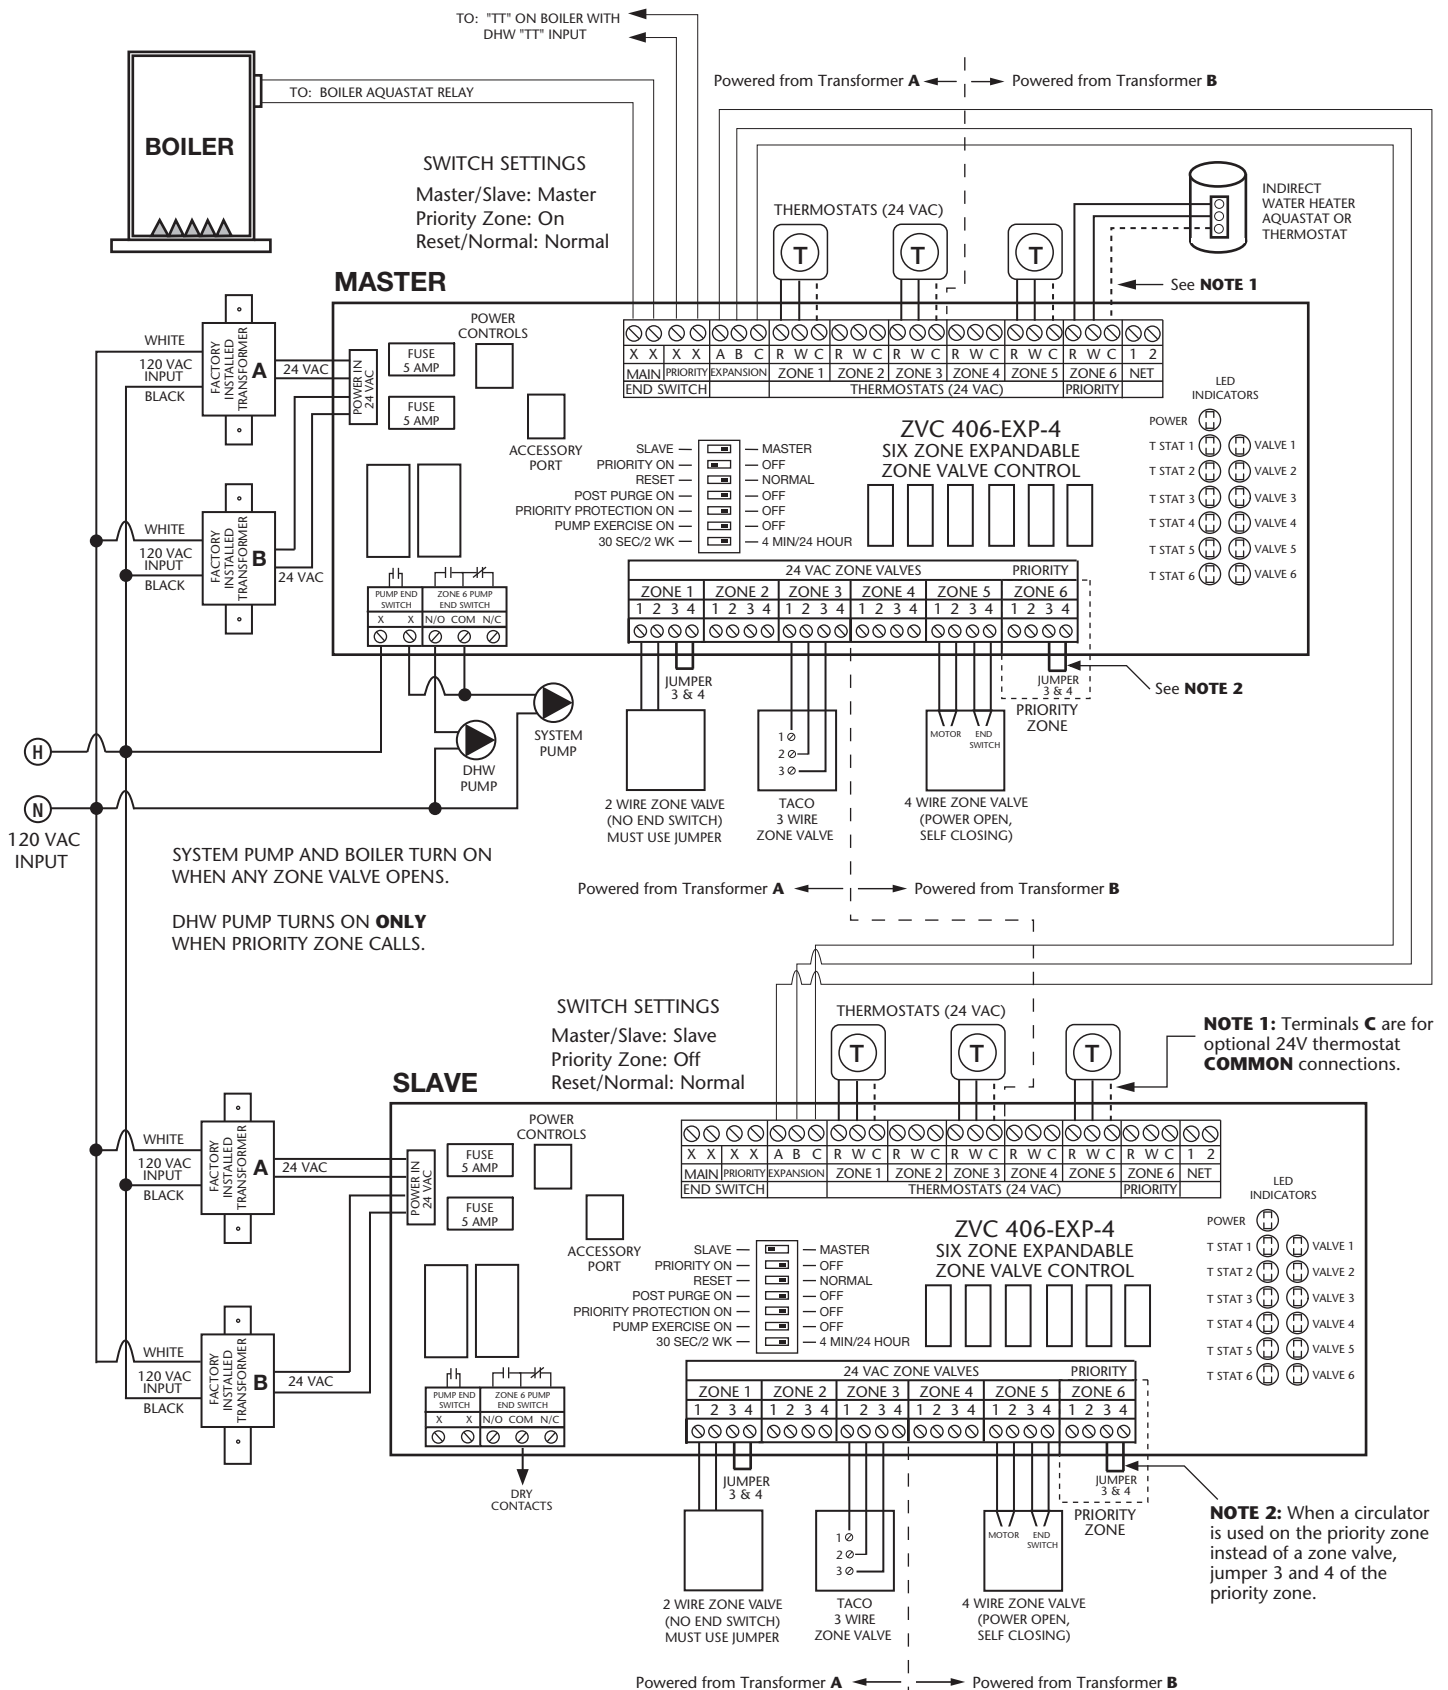 TO: "TT" ON BOILER WITH
DHW "TT" INPUT
Powered from Transformer A
Powered from Transformer B
TO: BOILER AQUASTAT RELAY
BOILER
SWITCH SETTINGS
Master/Slave: Master
Priority Zone: On
Reset/Normal: Normal
THERMOSTATS (24 VAC)
T
T
T
INDIRECT
WATER HEATER
AQUASTAT OR
THERMOSTAT
See NOTE 1
MASTER
WHITE
120 VAC
INPUT
BLACK
FACTORY
INSTALLED
TRANSFORMER
A
24 VAC
POWER IN
24 VAC
FUSE
5 AMP
FUSE
5 AMP
POWER
CONTROLS
ACCESSORY
PORT
X X X X A B C R W C R W C R W C R W C R W C R W C 1 2
MAIN PRIORITY EXPANSION ZONE 1 ZONE 2 ZONE 3 ZONE 4 ZONE 5 ZONE 6 NET
END SWITCH THERMOSTATS (24 VAC) PRIORITY
ZVC 406-EXP-4
SIX ZONE EXPANDABLE
ZONE VALVE CONTROL
SLAVE MASTER
PRIORITY ON OFF
RESET NORMAL
POST PURGE ON OFF
PRIORITY PROTECTION ON OFF
PUMP EXERCISE ON OFF
30 SEC/2 WK 4 MIN/24 HOUR
LED
INDICATORS
POWER
T STAT 1 VALVE 1
T STAT 2 VALVE 2
T STAT 3 VALVE 3
T STAT 4 VALVE 4
T STAT 5 VALVE 5
T STAT 6 VALVE 6
WHITE
120 VAC
INPUT
BLACK
FACTORY
INSTALLED
TRANSFORMER
B
24 VAC
PUMP END
SWITCH
X X
ZONE 6 PUMP
END SWITCH
N/O COM N/C
24 VAC ZONE VALVES PRIORITY
ZONE 1 ZONE 2 ZONE 3 ZONE 4 ZONE 5 ZONE 6
1 2 3 4 1 2 3 4 1 2 3 4 1 2 3 4 1 2 3 4 1 2 3 4
JUMPER
3 & 4
JUMPER
3 & 4
PRIORITY
ZONE
See NOTE 2
SYSTEM
PUMP
DHW
PUMP
H
N
120 VAC
INPUT
1
2
3
MOTOR
END
SWITCH
2 WIRE ZONE VALVE
(NO END SWITCH)
MUST USE JUMPER
TACO
3 WIRE
ZONE VALVE
4 WIRE ZONE VALVE
(POWER OPEN,
SELF CLOSING)
SYSTEM PUMP AND BOILER TURN ON
WHEN ANY ZONE VALVE OPENS.
DHW PUMP TURNS ON ONLY
WHEN PRIORITY ZONE CALLS.
Powered from Transformer A
Powered from Transformer B
SWITCH SETTINGS
Master/Slave: Slave
Priority Zone: Off
Reset/Normal: Normal
THERMOSTATS (24 VAC)
T
T
T
NOTE 1: Terminals C are for
optional 24V thermostat
COMMON connections.
SLAVE
WHITE
120 VAC
INPUT
BLACK
FACTORY
INSTALLED
TRANSFORMER
A
24 VAC
POWER IN
24 VAC
FUSE
5 AMP
FUSE
5 AMP
POWER
CONTROLS
ACCESSORY
PORT
X X X X A B C R W C R W C R W C R W C R W C R W C 1 2
MAIN PRIORITY EXPANSION ZONE 1 ZONE 2 ZONE 3 ZONE 4 ZONE 5 ZONE 6 NET
END SWITCH THERMOSTATS (24 VAC) PRIORITY
ZVC 406-EXP-4
SIX ZONE EXPANDABLE
ZONE VALVE CONTROL
SLAVE MASTER
PRIORITY ON OFF
RESET NORMAL
POST PURGE ON OFF
PRIORITY PROTECTION ON OFF
PUMP EXERCISE ON OFF
30 SEC/2 WK 4 MIN/24 HOUR
LED
INDICATORS
POWER
T STAT 1 VALVE 1
T STAT 2 VALVE 2
T STAT 3 VALVE 3
T STAT 4 VALVE 4
T STAT 5 VALVE 5
T STAT 6 VALVE 6
WHITE
120 VAC
INPUT
BLACK
FACTORY
INSTALLED
TRANSFORMER
B
24 VAC
PUMP END
SWITCH
X X
ZONE 6 PUMP
END SWITCH
N/O COM N/C
DRY
CONTACTS
24 VAC ZONE VALVES PRIORITY
ZONE 1 ZONE 2 ZONE 3 ZONE 4 ZONE 5 ZONE 6
1 2 3 4 1 2 3 4 1 2 3 4 1 2 3 4 1 2 3 4 1 2 3 4
JUMPER
3 & 4
JUMPER
3 & 4
PRIORITY
ZONE
1
2
3
MOTOR
END
SWITCH
NOTE 2: When a circulator
is used on the priority zone
instead of a zone valve,
jumper 3 and 4 of the
priority zone.
2 WIRE ZONE VALVE
(NO END SWITCH)
MUST USE JUMPER
TACO
3 WIRE
ZONE VALVE
4 WIRE ZONE VALVE
(POWER OPEN,
SELF CLOSING)
Powered from Transformer A
Powered from Transformer B